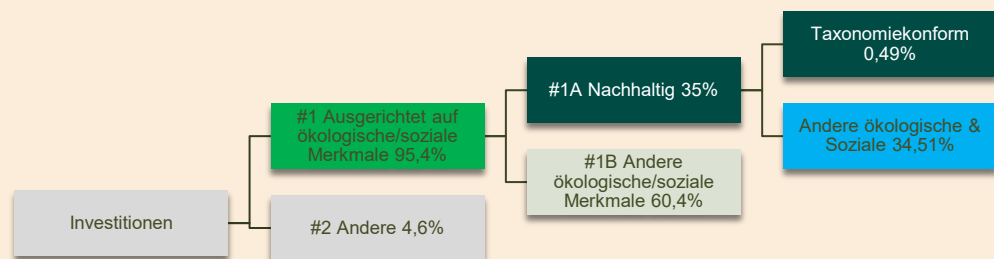 Investitionen
#1 Ausgerichtet auf
ökologische/soziale
Merkmale 95,4%
#2 Andere 4,6%
#1A Nachhaltig 35%
#1B Andere
ökologische/soziale
Merkmale 60,4%
Taxonomiekonform
0,49%
Andere ökologische &
Soziale 34,51%